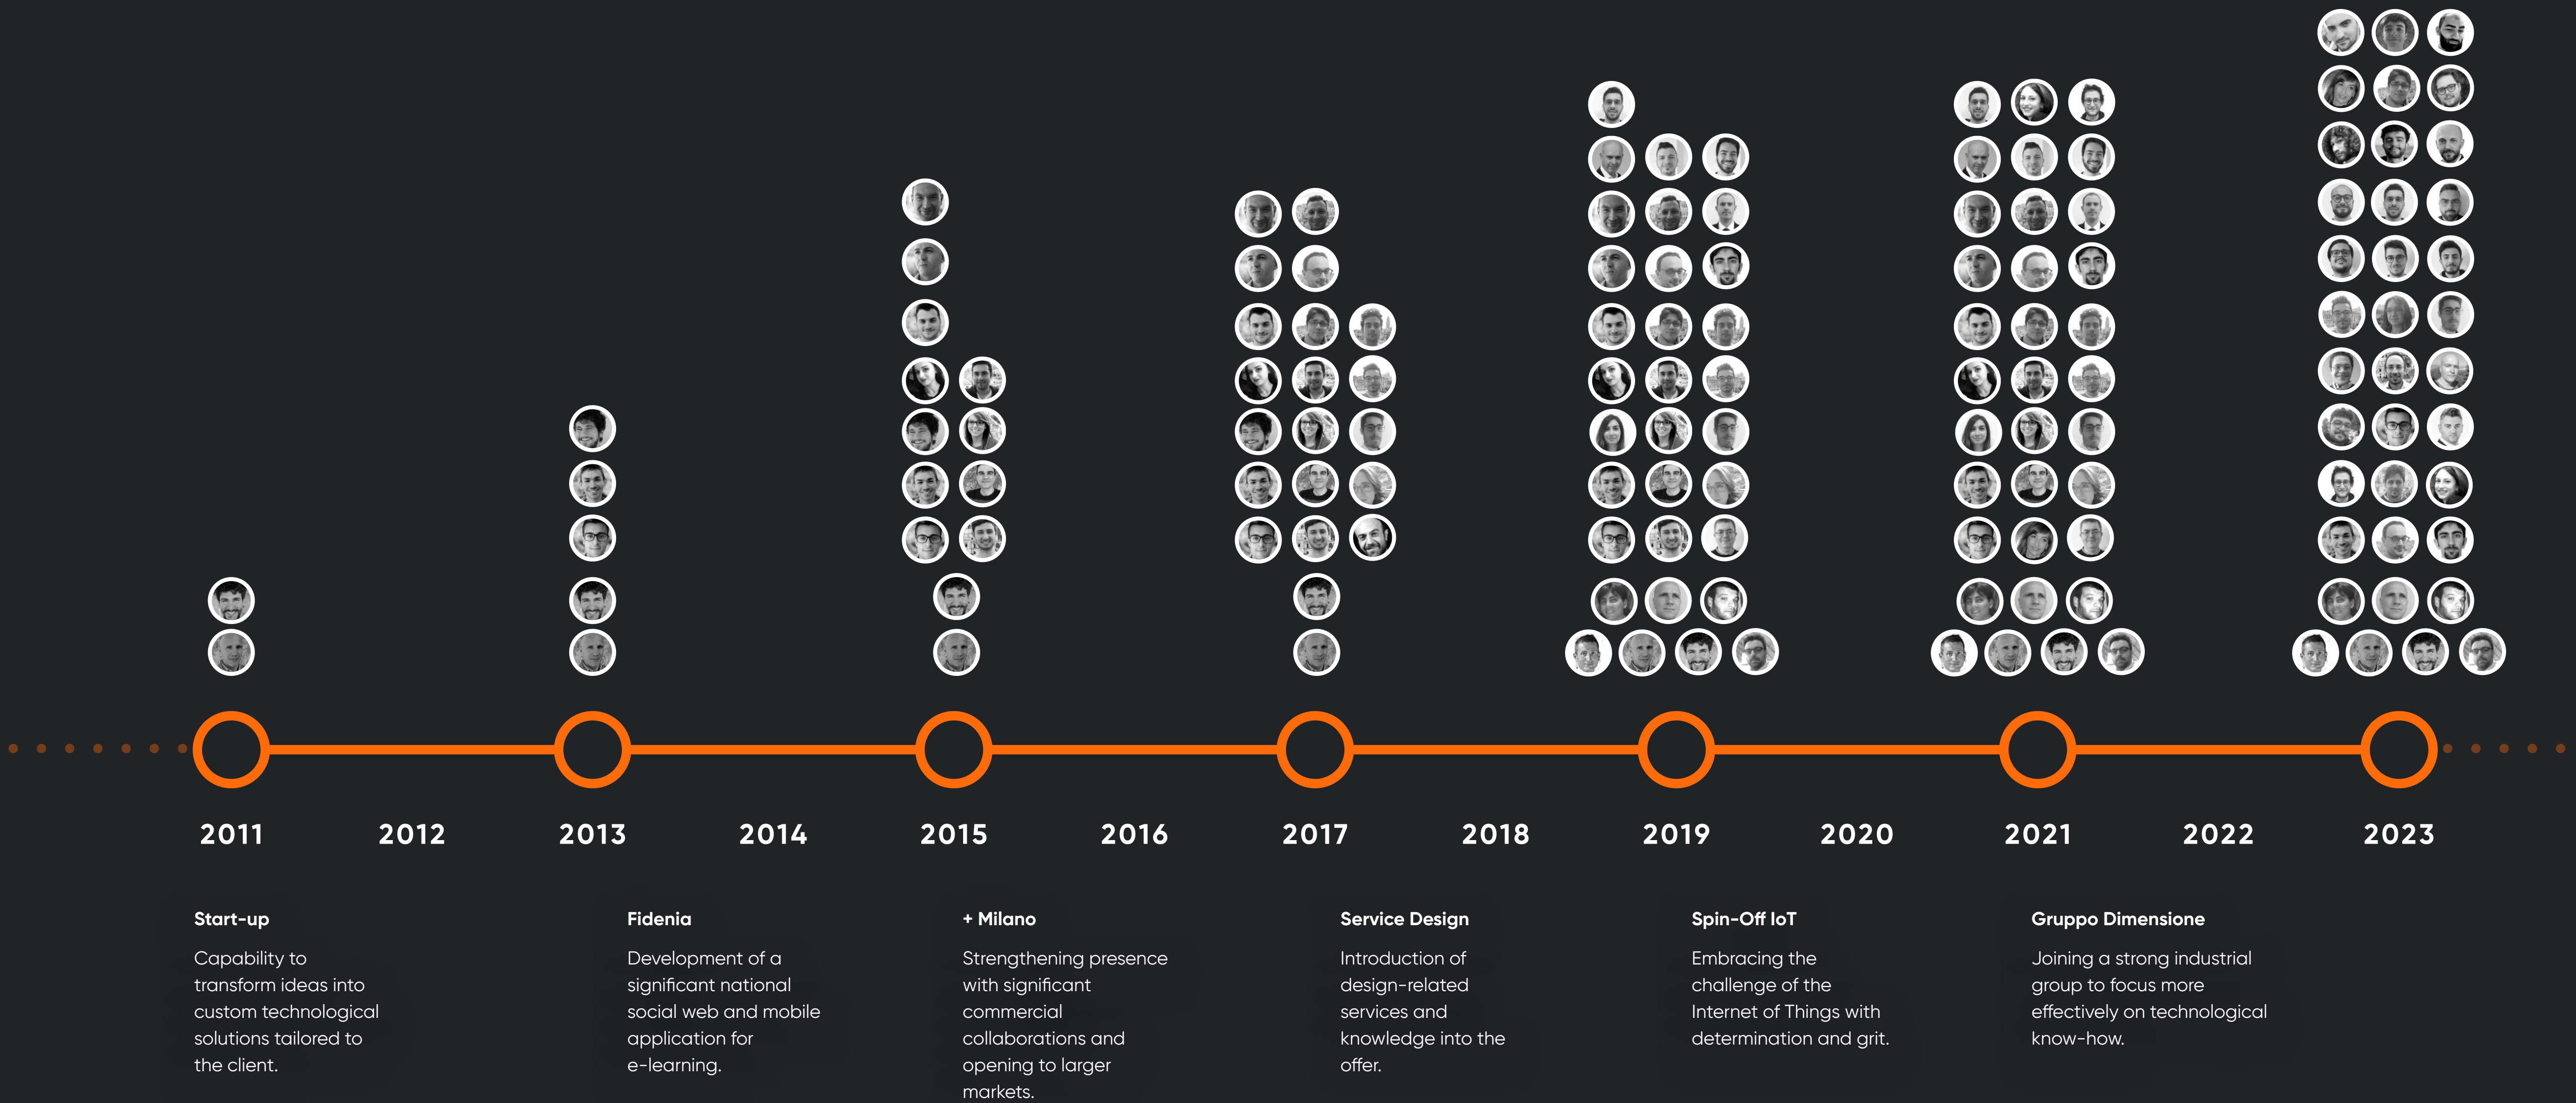 2011 2012 2013 2014 2015 2016 2017 2018 2019 2020 2021 2022 2023
Start-up
Capability to
transform ideas into
custom technological
solutions tailored to
the client.
Fidenia
Development of a
significant national
social web and mobile
application for
e-learning.
+ Milano
Strengthening presence
with significant
commercial
collaborations and
opening to larger
markets.
Service Design
Introduction of
design-related
services and
knowledge into the
offer.
Spin-Off IoT
Embracing the
challenge of the
Internet of Things with
determination and grit.
Gruppo Dimensione
Joining a strong industrial
group to focus more
effectively on technological
know-how.